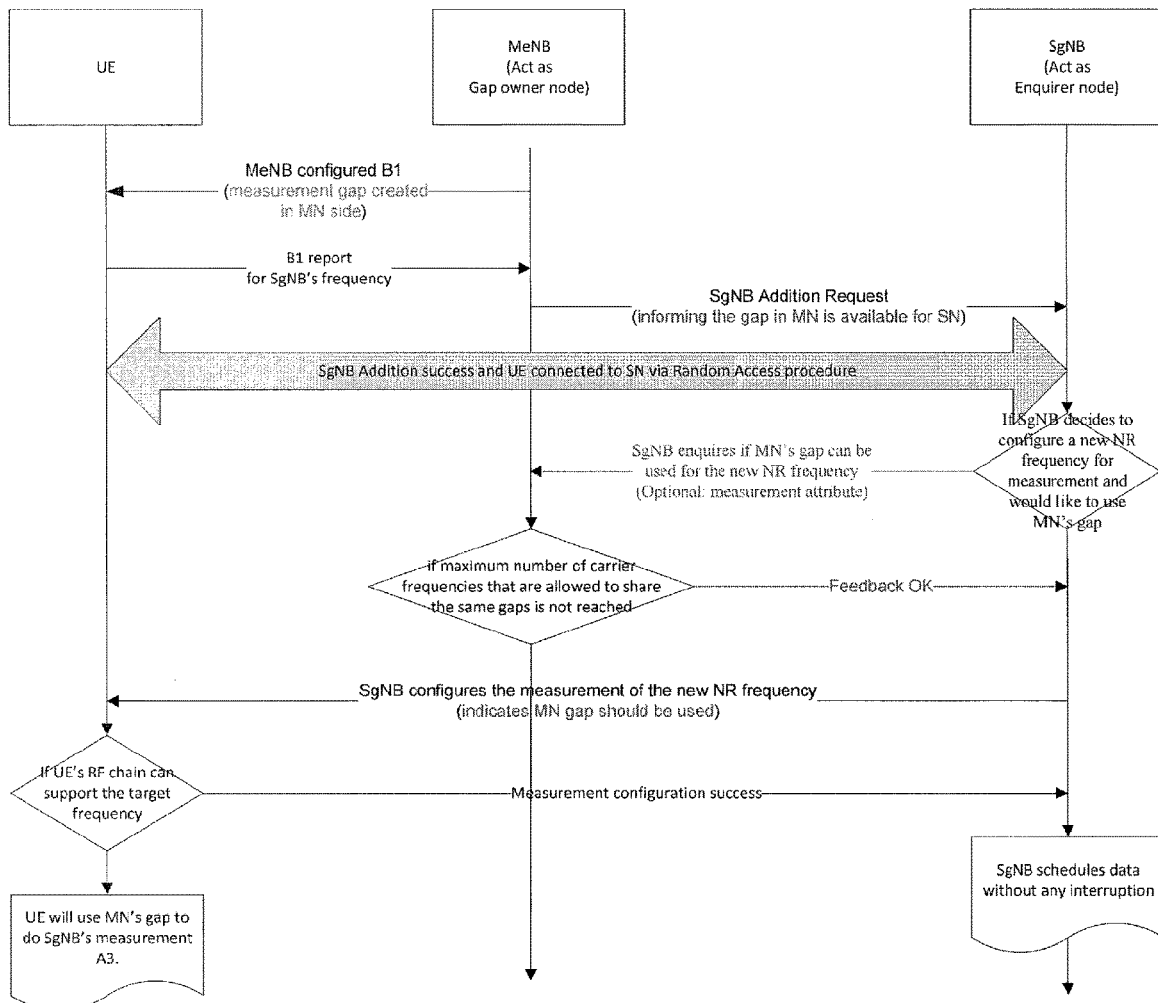 UE
MeNB
(Act as
Gap owner node)
SgNB
(Act as
Enquirer node)
MeNB configured B1
(measurement gap created
in MN side)
B1 report
for SgNB's frequency
SgNB Addition Request
(informing the gap in MN is available for SN)
SgNB Addition success and UE connected to SN via Random Access procedure
If SgNB decides to
configure a new NR
frequency for
measurement and
would like to use
MN's gap
SgNB enquires if MN's gap can be
used for the new NR frequency
(Optional: measurement attribute)
if maximum number of carrier
frequencies that are allowed to share
the same gaps is not reached
Feedback OK
SgNB configures the measurement of the new NR frequency
(indicates MN gap should be used)
If UE's RF chain can
support the target
frequency
Measurement configuration success
SgNB schedules data
without any interruption
UE will use MN's gap to
do SgNB's measurement
A3.